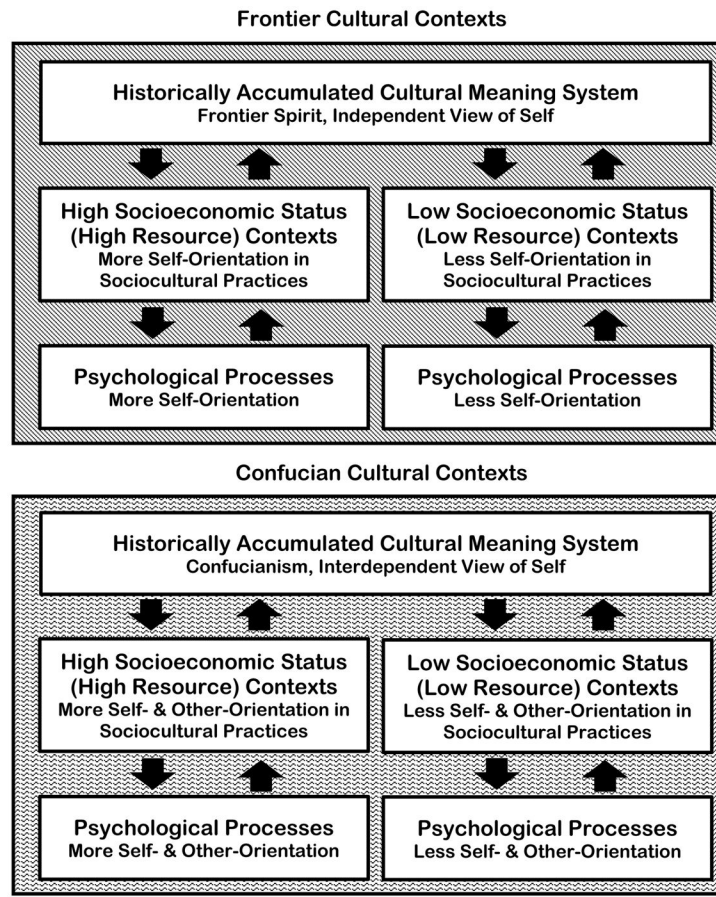 Frontier Cultural Contexts
Historically Accumulated Cultural Meaning System
Frontier Spirit, Independent View of Self
High Socioeconomic Status
(High Resource) Contexts
More Self-Orientation in
Sociocultural Practices
Low Socioeconomic Status
(Low Resource) Contexts
Less Self-Orientation in
Sociocultural Practices
Psychological Processes
More Self-Orientation
Psychological Processes
Less Self-Orientation
Confucian Cultural Contexts
Historically Accumulated Cultural Meaning System
Confucianism, Interdependent View of Self
High Socioeconomic Status
(High Resource) Contexts
More Self- & Other-Orientation in
Sociocultural Practices
Low Socioeconomic Status
(Low Resource) Contexts
Less Self- & Other-Orientation in
Sociocultural Practices
Psychological Processes
More Self- & Other-Orientation
Psychological Processes
Less Self- & Other-Orientation